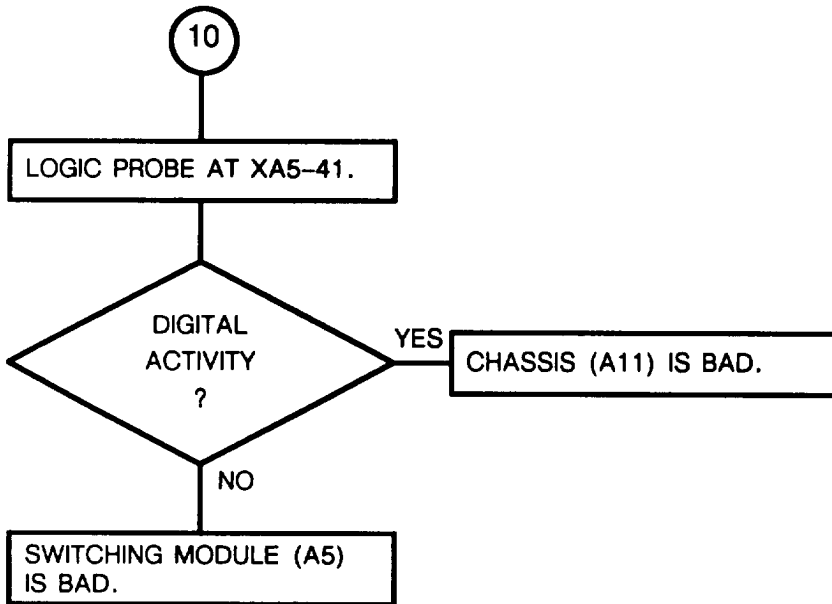 10
LOGIC PROBE AT XA5-41.
DIGITAL
ACTIVITY
?
YES
CHASSIS (A11) IS BAD.
NO
SWITCHING MODULE (A5)
IS BAD.